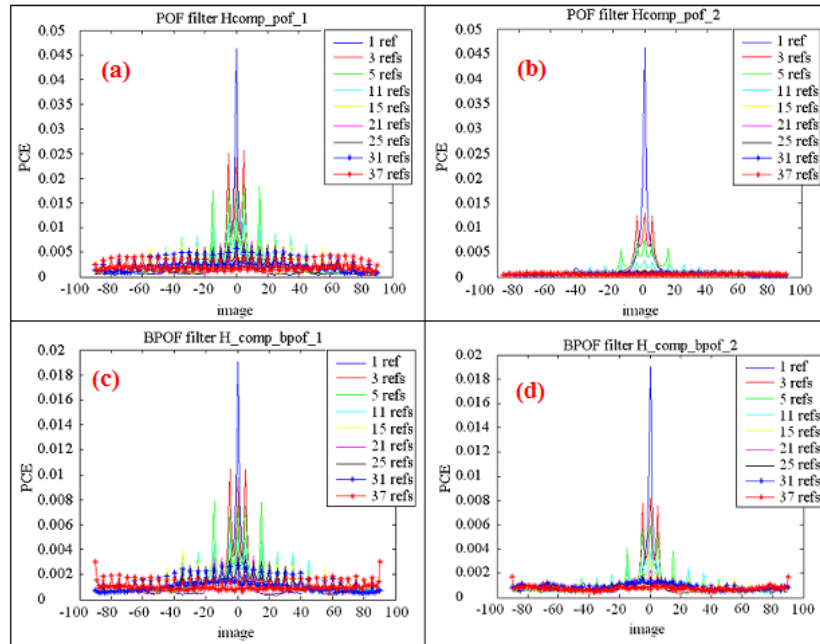 POF filter Hcomp_pof_1
(a)
1 ref
3 refs
5 refs
11 refs
15 refs
21 refs
25 refs
31 refs
37 refs
0.05
0.045
0.04
0.035
0.03
0.025
0.02
0.015
0.01
0.005
0
PCE
-100 -80 -60 -40 -20 0 20 40 60 80 100
image
POF filter Hcomp_pof_2
(b)
1 ref
3 refs
5 refs
11 refs
15 refs
21 refs
25 refs
31 refs
37 refs
0.05
0.045
0.04
0.035
0.03
0.025
0.02
0.015
0.01
0.005
0
PCE
-100 -80 -60 -40 -20 0 20 40 60 80 100
image
BPOF filter H_comp_bpof_1
(c)
1 ref
3 refs
5 refs
11 refs
15 refs
21 refs
25 refs
31 refs
37 refs
0.02
0.018
0.016
0.014
0.012
0.01
0.008
0.006
0.004
0.002
0
PCE
-100 -80 -60 -40 -20 0 20 40 60 80 100
image
BPOF filter H_comp_bpof_2
(d)
1 ref
3 refs
5 refs
11 refs
15 refs
21 refs
25 refs
31 refs
37 refs
0.02
0.018
0.016
0.014
0.012
0.01
0.008
0.006
0.004
0.002
0
PCE
-100 -80 -60 -40 -20 0 20 40 60 80 100
image